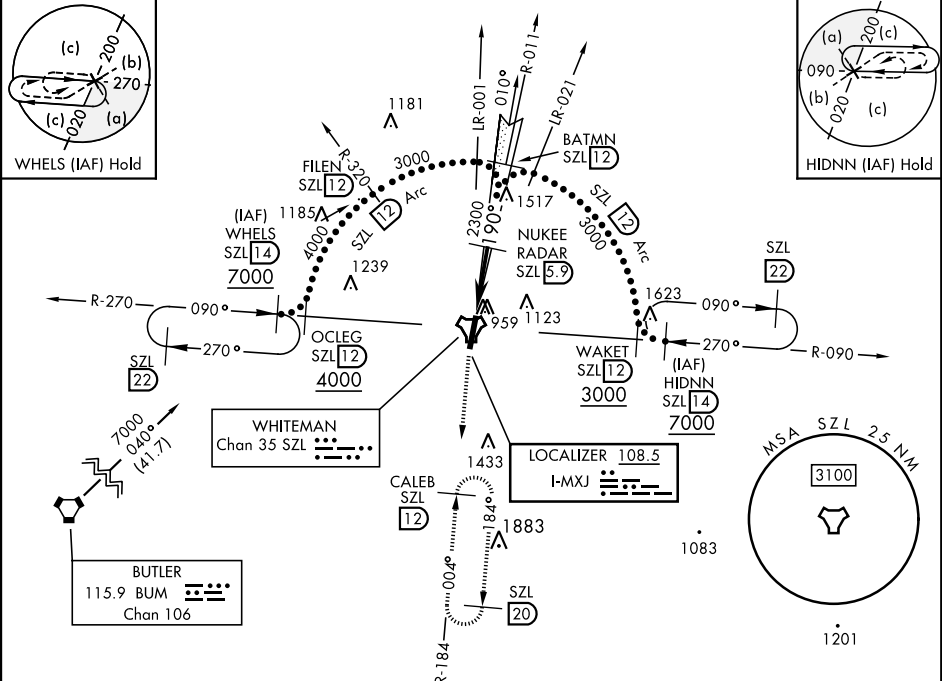 (c)
200
(b)
270
020
(c)
(a)
WHELS (IAF) Hold
(a)
200
(c)
090
(b)
020
(c)
HIDNN (IAF) Hold
1181
LR-001
010°
R-011
LR-021
BATMN
SZL 12
R-320
3000
FILEN
SZL 12
SZL 12 Arc
1185
4000
1517
SZL 12 Arc
3000
2300
190°
(IAF)
WHELS
SZL 14
7000
1239
NUKEE
RADAR
SZL 5.9
SZL
22
R-270
090°
270°
SZL
22
OCLEG
SZL 12
4000
959
1123
1623
090°
270°
R-090
WAKET
SZL 12
3000
(IAF)
HIDNN
SZL 14
7000
WHITEMAN
Chan 35 SZL
LOCALIZER 108.5
I-MXJ
7000
040°
(41.7)
BUTLER
115.9 BUM
Chan 106
1433
CALEB
SZL
12
184°
004°
1883
SZL
20
R-184
1083
MSA SZL 25 NM
3100
1201